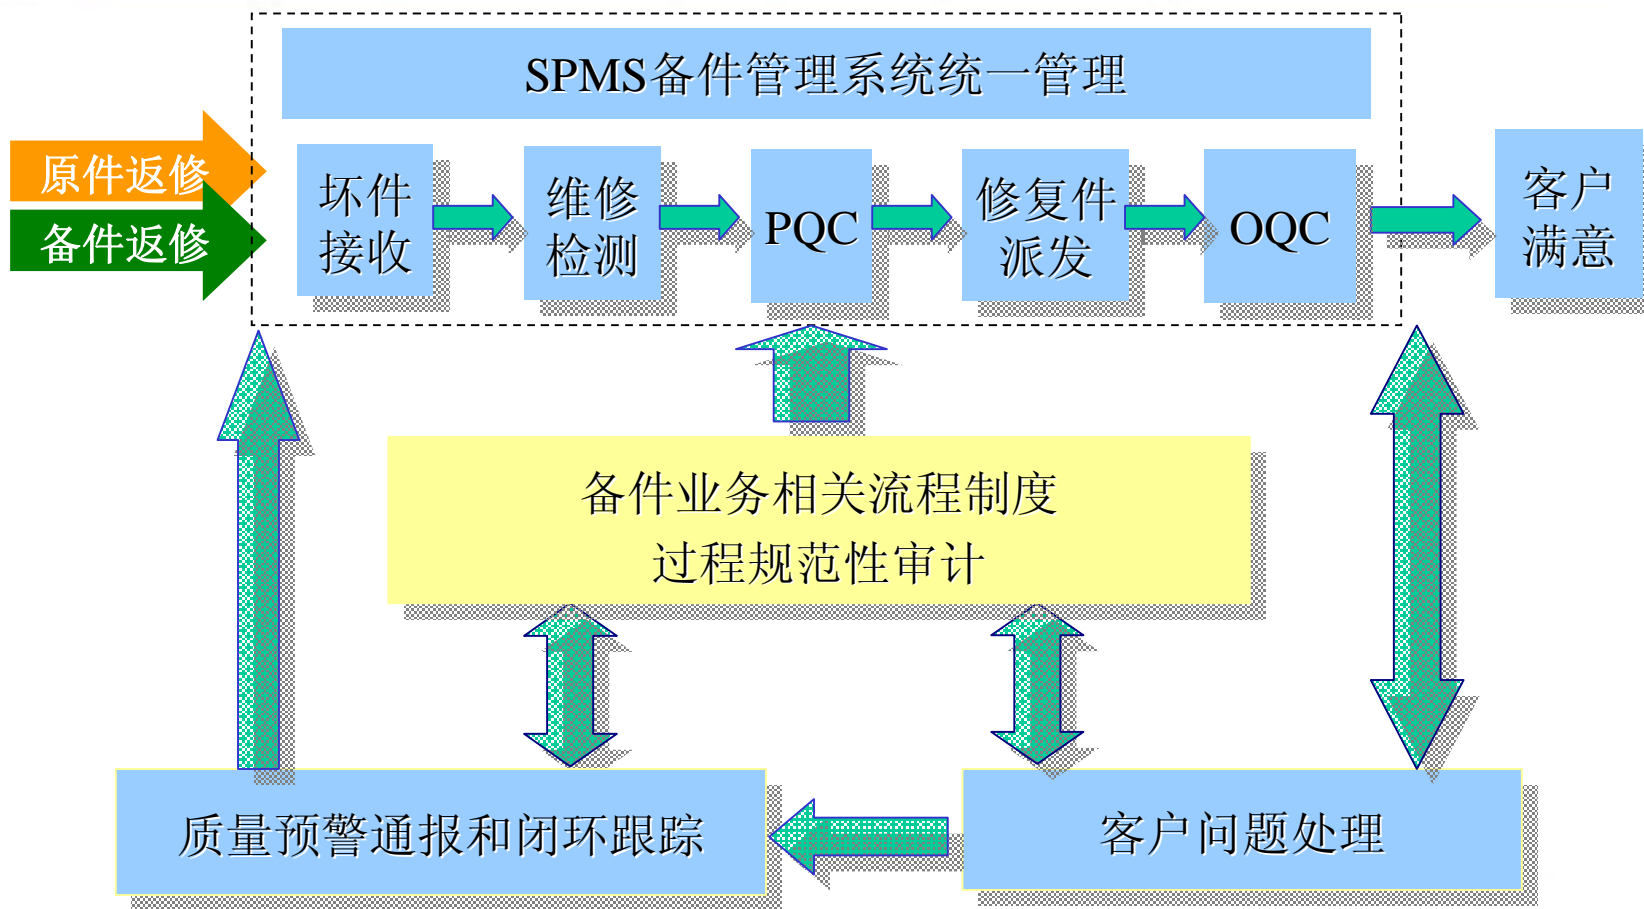 SPMS备件管理系统统一管理
原件返修
备件返修
坏件
接收
维修
检测
PQC
修复件
派发
OQC
客户
满意
备件业务相关流程制度
过程规范性审计
质量预警通报和闭环跟踪
客户问题处理